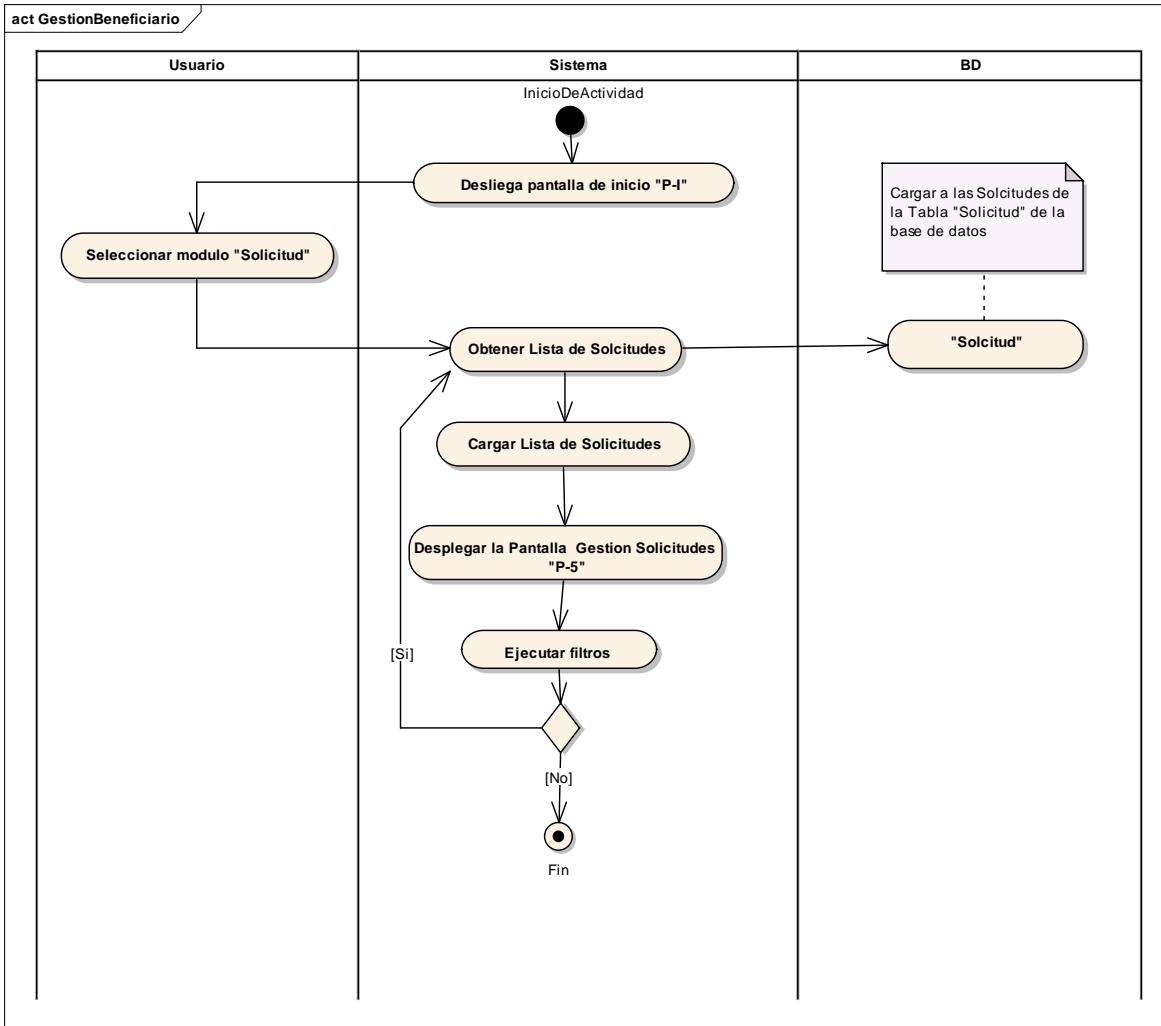 act GestionBeneficiario
Usuario
Sistema
BD
InicioDeActividad
Desliega pantalla de inicio "P-I"
Cargar a las Solcitudes de
la Tabla "Solicitud" de la
base de datos
Seleccionar modulo "Solicitud"
Obtener Lista de Solcitudes
"Solcitud"
Cargar Lista de Solicitudes
Desplegar la Pantalla Gestion Solicitudes
"P-5"
Ejecutar filtros
[Si]
[No]
Fin